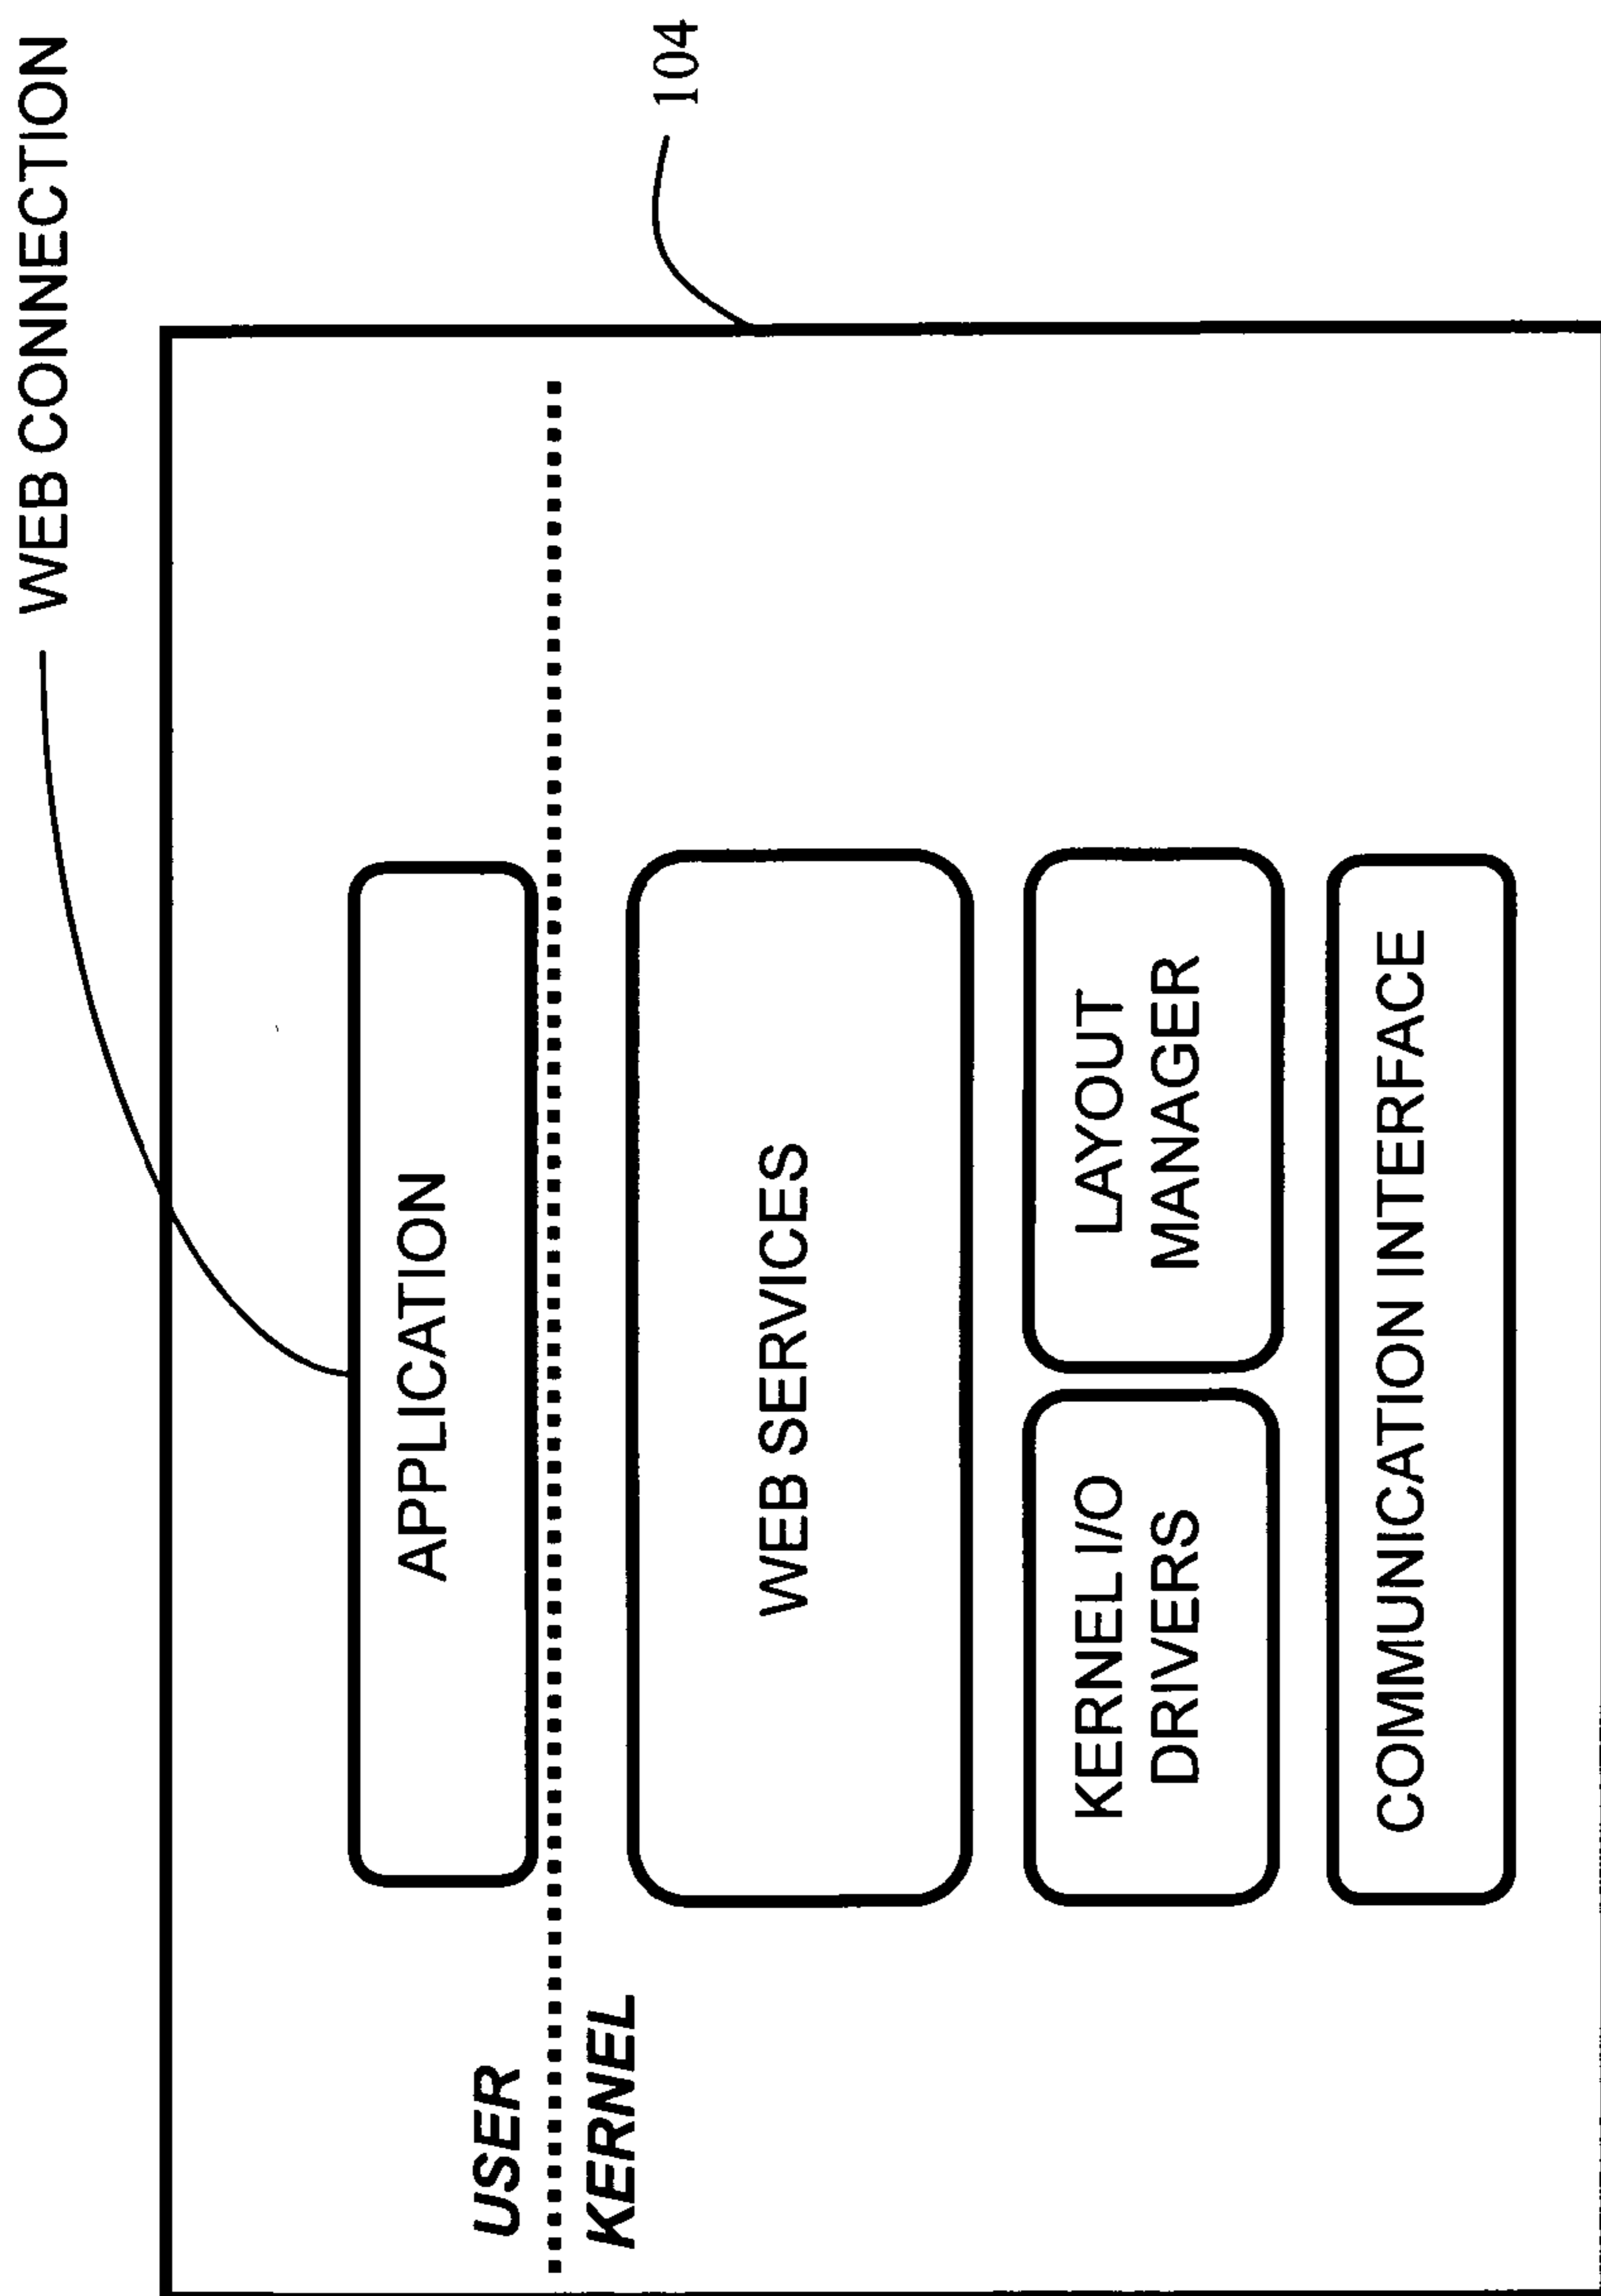 WEB CONNECTION
104
APPLICATION
USER
KERNEL
WEB SERVICES
KERNEL I/O
DRIVERS
LAYOUT
MANAGER
COMMUNICATION INTERFACE